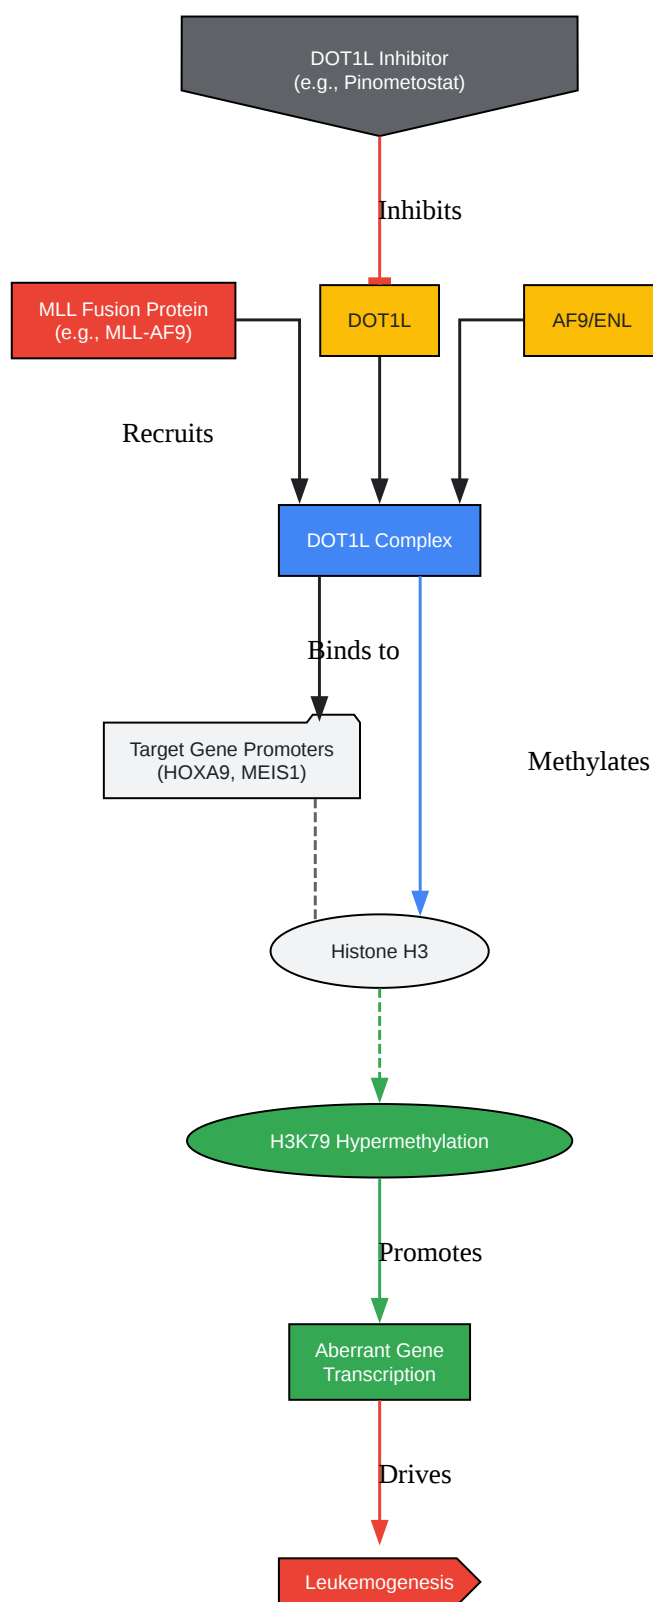 DOT1L Inhibitor
(e.g., Pinometostat)
Inhibits
MLL Fusion Protein
(e.g., MLL-AF9)
DOT1L
AF9/ENL
Recruits
DOT1L Complex
Binds to
Target Gene Promoters
(HOXA9, MEIS1)
Methylates
Histone H3
H3K79 Hypermethylation
Promotes
Aberrant Gene
Transcription
Drives
Leukemogenesis